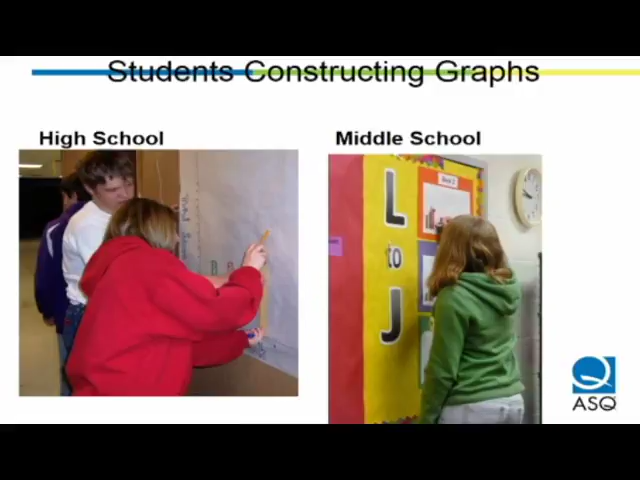 Students Constructing Graphs
High School
Middle School
L
to
J
ASQ